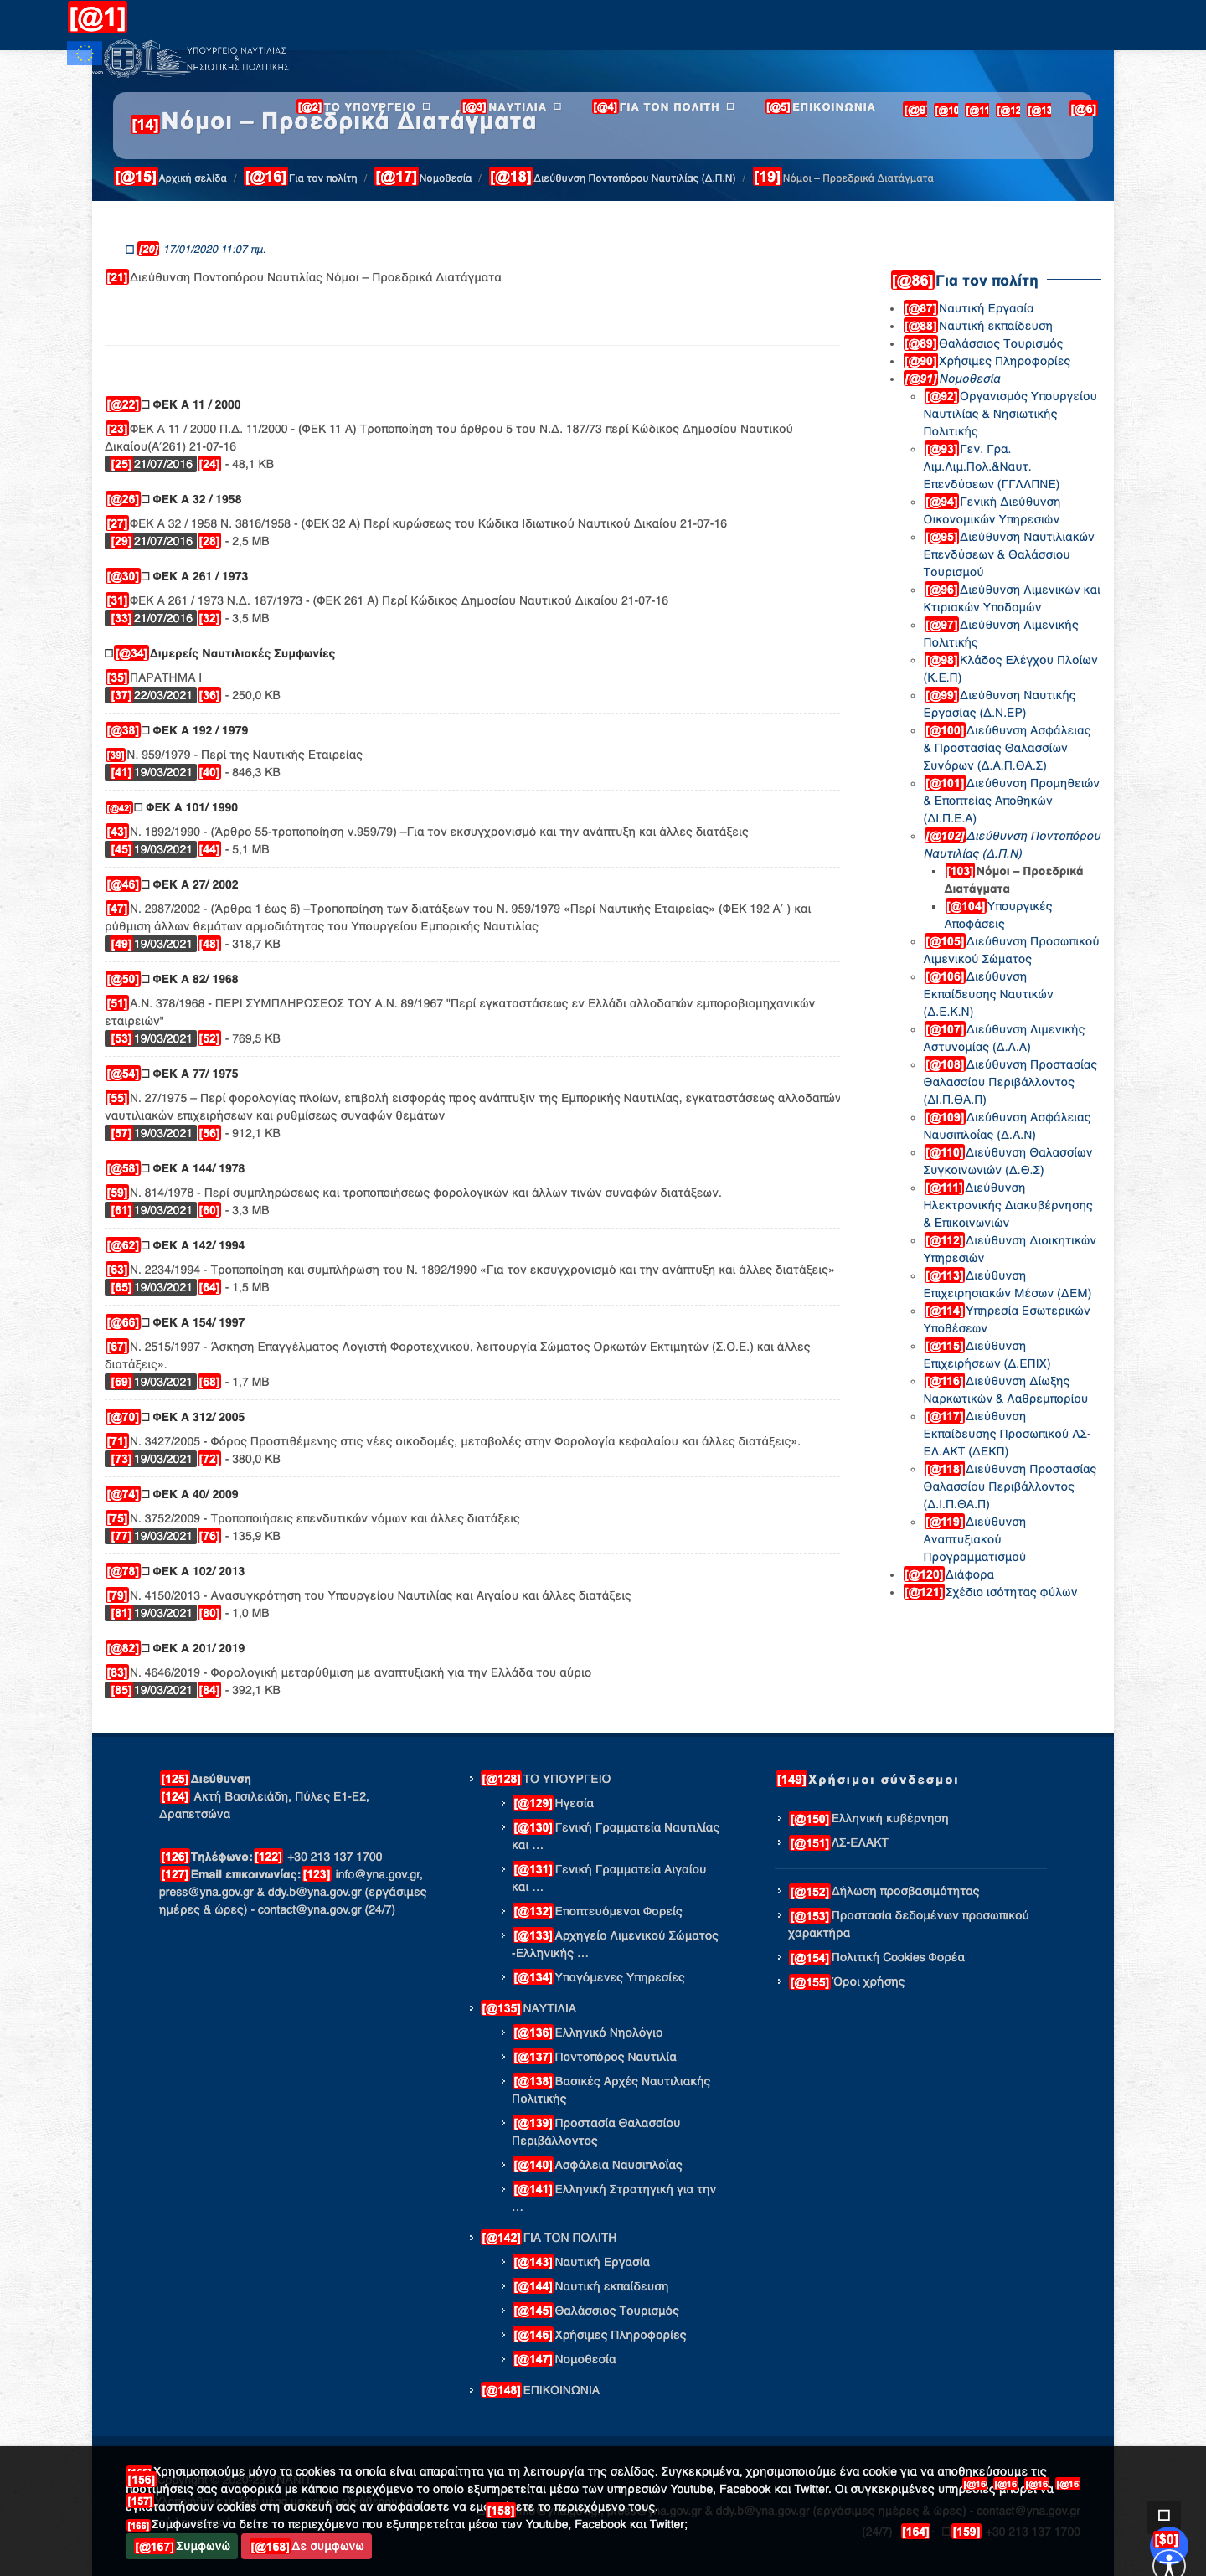 [@1]
ΥΠΟΥΡΓΕΙΟ ΝΑΥΤΙΛΙΑΣ
&
ΝΗΣΙΩΤΙΚΗΣ ΠΟΛΙΤΙΚΗΣ
[@2]ΤΟ ΥΠΟΥΡΓΕΙΟ [@3]ΝΑΥΤΙΛΙΑ [@4]ΓΙΑ ΤΟΝ ΠΟΛΙΤΗ [@5]ΕΠΙΚΟΙΝΩΝΙΑ [@9 [@10 [@11 [@12 [@13 [@6]
[14]Νόμοι – Προεδρικά Διατάγματα
[@15]Αρχική σελίδα / [@16]Για τον πολίτη / [@17]Νομοθεσία / [@18]Διεύθυνση Ποντοπόρου Ναυτιλίας (Δ.Π.Ν) / [19]Νόμοι – Προεδρικά Διατάγματα
[20] 17/01/2020 11:07 πμ.
[21]Διεύθυνση Ποντοπόρου Ναυτιλίας Νόμοι – Προεδρικά Διατάγματα
[@22] ΦΕΚ Α 11 / 2000
[23]ΦΕΚ Α 11 / 2000 Π.Δ. 11/2000 - (ΦΕΚ 11 Α) Τροποποίηση του άρθρου 5 του Ν.Δ. 187/73 περί Κώδικος Δημοσίου Ναυτικού
Δικαίου(Α΄261) 21-07-16
[25]21/07/2016 [24] - 48,1 KB
[@26] ΦΕΚ Α 32 / 1958
[27]ΦΕΚ Α 32 / 1958 Ν. 3816/1958 - (ΦΕΚ 32 Α) Περί κυρώσεως του Κώδικα Ιδιωτικού Ναυτικού Δικαίου 21-07-16
[29]21/07/2016 [28] - 2,5 MB
[@30] ΦΕΚ Α 261 / 1973
[31]ΦΕΚ Α 261 / 1973 Ν.Δ. 187/1973 - (ΦΕΚ 261 Α) Περί Κώδικος Δημοσίου Ναυτικού Δικαίου 21-07-16
[33]21/07/2016 [32] - 3,5 MB
[@34]Διμερείς Ναυτιλιακές Συμφωνίες
[35]ΠΑΡΑΤΗΜΑ Ι
[37]22/03/2021 [36] - 250,0 KB
[@38] ΦΕΚ Α 192 / 1979
[39]Ν. 959/1979 - Περί της Ναυτικής Εταιρείας
[41]19/03/2021 [40] - 846,3 KB
[@42] ΦΕΚ Α 101/ 1990
[43]Ν. 1892/1990 - (Άρθρο 55-τροποποίηση ν.959/79) –Για τον εκσυγχρονισμό και την ανάπτυξη και άλλες διατάξεις
[45]19/03/2021 [44] - 5,1 MB
[@46] ΦΕΚ Α 27/ 2002
[47]Ν. 2987/2002 - (Άρθρα 1 έως 6) –Τροποποίηση των διατάξεων του Ν. 959/1979 «Περί Ναυτικής Εταιρείας» (ΦΕΚ 192 Α΄ ) και
ρύθμιση άλλων θεμάτων αρμοδιότητας του Υπουργείου Εμπορικής Ναυτιλίας
[49]19/03/2021 [48] - 318,7 KB
[@50] ΦΕΚ Α 82/ 1968
[51]Α.Ν. 378/1968 - ΠΕΡΙ ΣΥΜΠΛΗΡΩΣΕΩΣ ΤΟΥ Α.Ν. 89/1967 "Περί εγκαταστάσεως εν Ελλάδι αλλοδαπών εμποροβιομηχανικών
εταιρειών"
[53]19/03/2021 [52] - 769,5 KB
[@54] ΦΕΚ Α 77/ 1975
[55]Ν. 27/1975 – Περί φορολογίας πλοίων, επιβολή εισφοράς προς ανάπτυξιν της Εμπορικής Ναυτιλίας, εγκαταστάσεως αλλοδαπών
ναυτιλιακών επιχειρήσεων και ρυθμίσεως συναφών θεμάτων
[57]19/03/2021 [56] - 912,1 KB
[@58] ΦΕΚ Α 144/ 1978
[59]Ν. 814/1978 - Περί συμπληρώσεως και τροποποιήσεως φορολογικών και άλλων τινών συναφών διατάξεων.
[61]19/03/2021 [60] - 3,3 MB
[@62] ΦΕΚ Α 142/ 1994
[63]Ν. 2234/1994 - Τροποποίηση και συμπλήρωση του Ν. 1892/1990 «Για τον εκσυγχρονισμό και την ανάπτυξη και άλλες διατάξεις»
[65]19/03/2021 [64] - 1,5 MB
[@66] ΦΕΚ Α 154/ 1997
[67]Ν. 2515/1997 - Άσκηση Επαγγέλματος Λογιστή Φοροτεχνικού, λειτουργία Σώματος Ορκωτών Εκτιμητών (Σ.Ο.Ε.) και άλλες
διατάξεις».
[69]19/03/2021 [68] - 1,7 MB
[@70] ΦΕΚ Α 312/ 2005
[71]Ν. 3427/2005 - Φόρος Προστιθέμενης στις νέες οικοδομές, μεταβολές στην Φορολογία κεφαλαίου και άλλες διατάξεις».
[73]19/03/2021 [72] - 380,0 KB
[@74] ΦΕΚ Α 40/ 2009
[75]Ν. 3752/2009 - Τροποποιήσεις επενδυτικών νόμων και άλλες διατάξεις
[77]19/03/2021 [76] - 135,9 KB
[@78] ΦΕΚ Α 102/ 2013
[79]Ν. 4150/2013 - Ανασυγκρότηση του Υπουργείου Ναυτιλίας και Αιγαίου και άλλες διατάξεις
[81]19/03/2021 [80] - 1,0 MB
[@82] ΦΕΚ Α 201/ 2019
[83]Ν. 4646/2019 - Φορολογική μεταρύθμιση με αναπτυξιακή για την Ελλάδα του αύριο
[85]19/03/2021 [84] - 392,1 KB
[@86]Για τον πολίτη
[@87]Ναυτική Εργασία
[@88]Ναυτική εκπαίδευση
[@89]Θαλάσσιος Τουρισμός
[@90]Χρήσιμες Πληροφορίες
[@91]Νομοθεσία
[@92]Οργανισμός Υπουργείου
Ναυτιλίας & Νησιωτικής
Πολιτικής
[@93]Γεν. Γρα.
Λιμ.Λιμ.Πολ.&Ναυτ.
Επενδύσεων (ΓΓΛΛΠΝΕ)
[@94]Γενική Διεύθυνση
Οικονομικών Υπηρεσιών
[@95]Διεύθυνση Ναυτιλιακών
Επενδύσεων & Θαλάσσιου
Τουρισμού
[@96]Διεύθυνση Λιμενικών και
Κτιριακών Υποδομών
[@97]Διεύθυνση Λιμενικής
Πολιτικής
[@98]Κλάδος Ελέγχου Πλοίων
(Κ.Ε.Π)
[@99]Διεύθυνση Ναυτικής
Εργασίας (Δ.Ν.ΕΡ)
[@100]Διεύθυνση Ασφάλειας
& Προστασίας Θαλασσίων
Συνόρων (Δ.Α.Π.ΘΑ.Σ)
[@101]Διεύθυνση Προμηθειών
& Εποπτείας Αποθηκών
(ΔΙ.Π.Ε.Α)
[@102]Διεύθυνση Ποντοπόρου
Ναυτιλίας (Δ.Π.Ν)
[103]Νόμοι – Προεδρικά
Διατάγματα
[@104]Υπουργικές
Αποφάσεις
[@105]Διεύθυνση Προσωπικού
Λιμενικού Σώματος
[@106]Διεύθυνση
Εκπαίδευσης Ναυτικών
(Δ.Ε.Κ.Ν)
[@107]Διεύθυνση Λιμενικής
Αστυνομίας (Δ.Λ.Α)
[@108]Διεύθυνση Προστασίας
Θαλασσίου Περιβάλλοντος
(ΔΙ.Π.ΘΑ.Π)
[@109]Διεύθυνση Ασφάλειας
Ναυσιπλοΐας (Δ.Α.Ν)
[@110]Διεύθυνση Θαλασσίων
Συγκοινωνιών (Δ.Θ.Σ)
[@111]Διεύθυνση
Ηλεκτρονικής Διακυβέρνησης
& Επικοινωνιών
[@112]Διεύθυνση Διοικητικών
Υπηρεσιών
[@113]Διεύθυνση
Επιχειρησιακών Μέσων (ΔΕΜ)
[@114]Υπηρεσία Εσωτερικών
Υποθέσεων
[@115]Διεύθυνση
Επιχειρήσεων (Δ.ΕΠΙΧ)
[@116]Διεύθυνση Δίωξης
Ναρκωτικών & Λαθρεμπορίου
[@117]Διεύθυνση
Εκπαίδευσης Προσωπικού ΛΣ-
ΕΛ.ΑΚΤ (ΔΕΚΠ)
[@118]Διεύθυνση Προστασίας
Θαλασσίου Περιβάλλοντος
(Δ.Ι.Π.ΘΑ.Π)
[@119]Διεύθυνση
Αναπτυξιακού
Προγραμματισμού
[@120]Διάφορα
[@121]Σχέδιο ισότητας φύλων
[125]Διεύθυνση
[124] Ακτή Βασιλειάδη, Πύλες Ε1-Ε2,
Δραπετσώνα
[126]Τηλέφωνο:[122] +30 213 137 1700
[127]Email επικοινωνίας:[123] info@yna.gov.gr,
press@yna.gov.gr & ddy.b@yna.gov.gr (εργάσιμες
ημέρες & ώρες) - contact@yna.gov.gr (24/7)
[@128]ΤΟ ΥΠΟΥΡΓΕΙΟ
[@129]Ηγεσία
[@130]Γενική Γραμματεία Ναυτιλίας
και …
[@131]Γενική Γραμματεία Αιγαίου
και …
[@132]Εποπτευόμενοι Φορείς
[@133]Αρχηγείο Λιμενικού Σώματος
-Ελληνικής …
[@134]Υπαγόμενες Υπηρεσίες
[@135]ΝΑΥΤΙΛΙΑ
[@136]Ελληνικό Νηολόγιο
[@137]Ποντοπόρος Ναυτιλία
[@138]Βασικές Αρχές Ναυτιλιακής
Πολιτικής
[@139]Προστασία Θαλασσίου
Περιβάλλοντος
[@140]Ασφάλεια Ναυσιπλοΐας
[@141]Ελληνική Στρατηγική για την
…
[@142]ΓΙΑ ΤΟΝ ΠΟΛΙΤΗ
[@143]Ναυτική Εργασία
[@144]Ναυτική εκπαίδευση
[@145]Θαλάσσιος Τουρισμός
[@146]Χρήσιμες Πληροφορίες
[@147]Νομοθεσία
[@148]ΕΠΙΚΟΙΝΩΝΙΑ
[149]Χρήσιμοι σύνδεσμοι
[@150]Ελληνική κυβέρνηση
[@151]ΛΣ-ΕΛΑΚΤ
[@152]Δήλωση προσβασιμότητας
[@153]Προστασία δεδομένων προσωπικού
χαρακτήρα
[@154]Πολιτική Cookies Φορέα
[@155]Όροι χρήσης
Χρησιμοποιούμε μόνο τα cookies τα οποία είναι απαραίτητα για τη λειτουργία της σελίδας. Συγκεκριμένα, χρησιμοποιούμε ένα cookie για να αποθηκεύσουμε τις
[156]
προτιμήσεις σας αναφορικά με κάποιο περιεχόμενο το οποίο εξυπηρετείται μέσω των υπηρεσιών Youtube, Facebook και Twitter. Οι συγκεκριμένες υπηρεσίες μπορεί να
[@16 [@16 [@16 [@16
[157]
εγκαταστήσουν cookies στη συσκευή σας αν αποφασίσετε να εμφανίσετε το περιεχόμενό τους.
[158] yna.gov.gr & ddy.b@yna.gov.gr (εργάσιμες ημέρες & ώρες) - contact@yna.gov.gr
[166]Συμφωνείτε να δείτε το περιεχόμενο που εξυπηρετείται μέσω των Youtube, Facebook και Twitter;
(24/7) [164] [159] +30 213 137 1700
[@167]Συμφωνώ [@168]Δε συμφωνω
[$0]